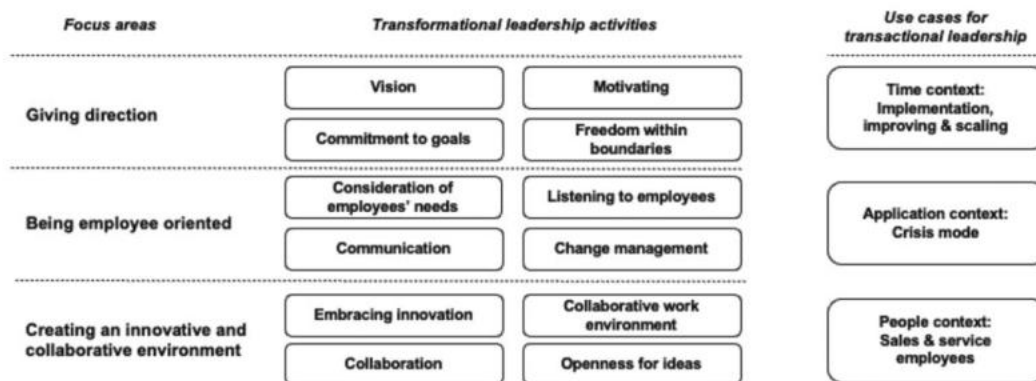 Focus areas
Transformational leadership activities
Use cases for
transactional leadership
Giving direction
Vision
Motivating
Commitment to goals
Freedom within
boundaries
Time context:
Implementation,
improving & scaling
Being employee oriented
Consideration of
employees' needs
Listening to employees
Communication
Change management
Application context:
Crisis mode
Creating an innovative and
collaborative environment
Embracing innovation
Collaborative work
environment
Collaboration
Openness for ideas
People context:
Sales & service
employees